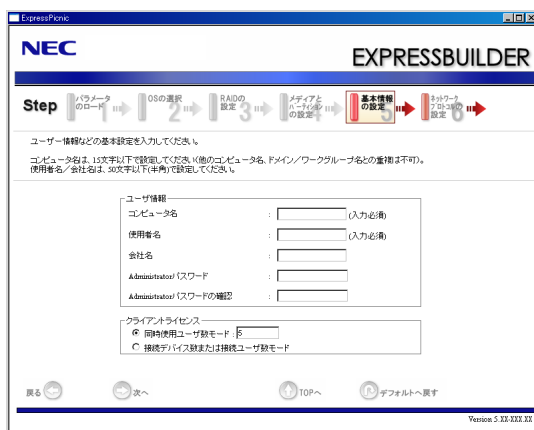 ExpressPicnic
NEC
EXPRESSBUILDER
Step パラメータのロード 1 OSの選択 2 RAIDの設定 3 メディアとパーティションの設定 4 基本情報の設定 5 ネットワークプロトコルの設定 6
ユーザー情報などの基本設定を入力してください。
コンピュータ名は、15文字以下で設定してください(他のコンピュータ名、ドメイン/ワークグループ名との重複は不可)。
使用者名/会社名は、50文字以下(半角)で設定してください。
ユーザ情報
コンピュータ名 : (入力必須)
使用者名 : (入力必須)
会社名 :
Administratorパスワード :
Administratorパスワードの確認 :
クライアントライセンス
同時使用ユーザ数モード : 5
接続デバイス数または接続ユーザ数モード
戻る 次へ TOPへ デフォルトへ戻す
Version 5.XX-XXX.XX